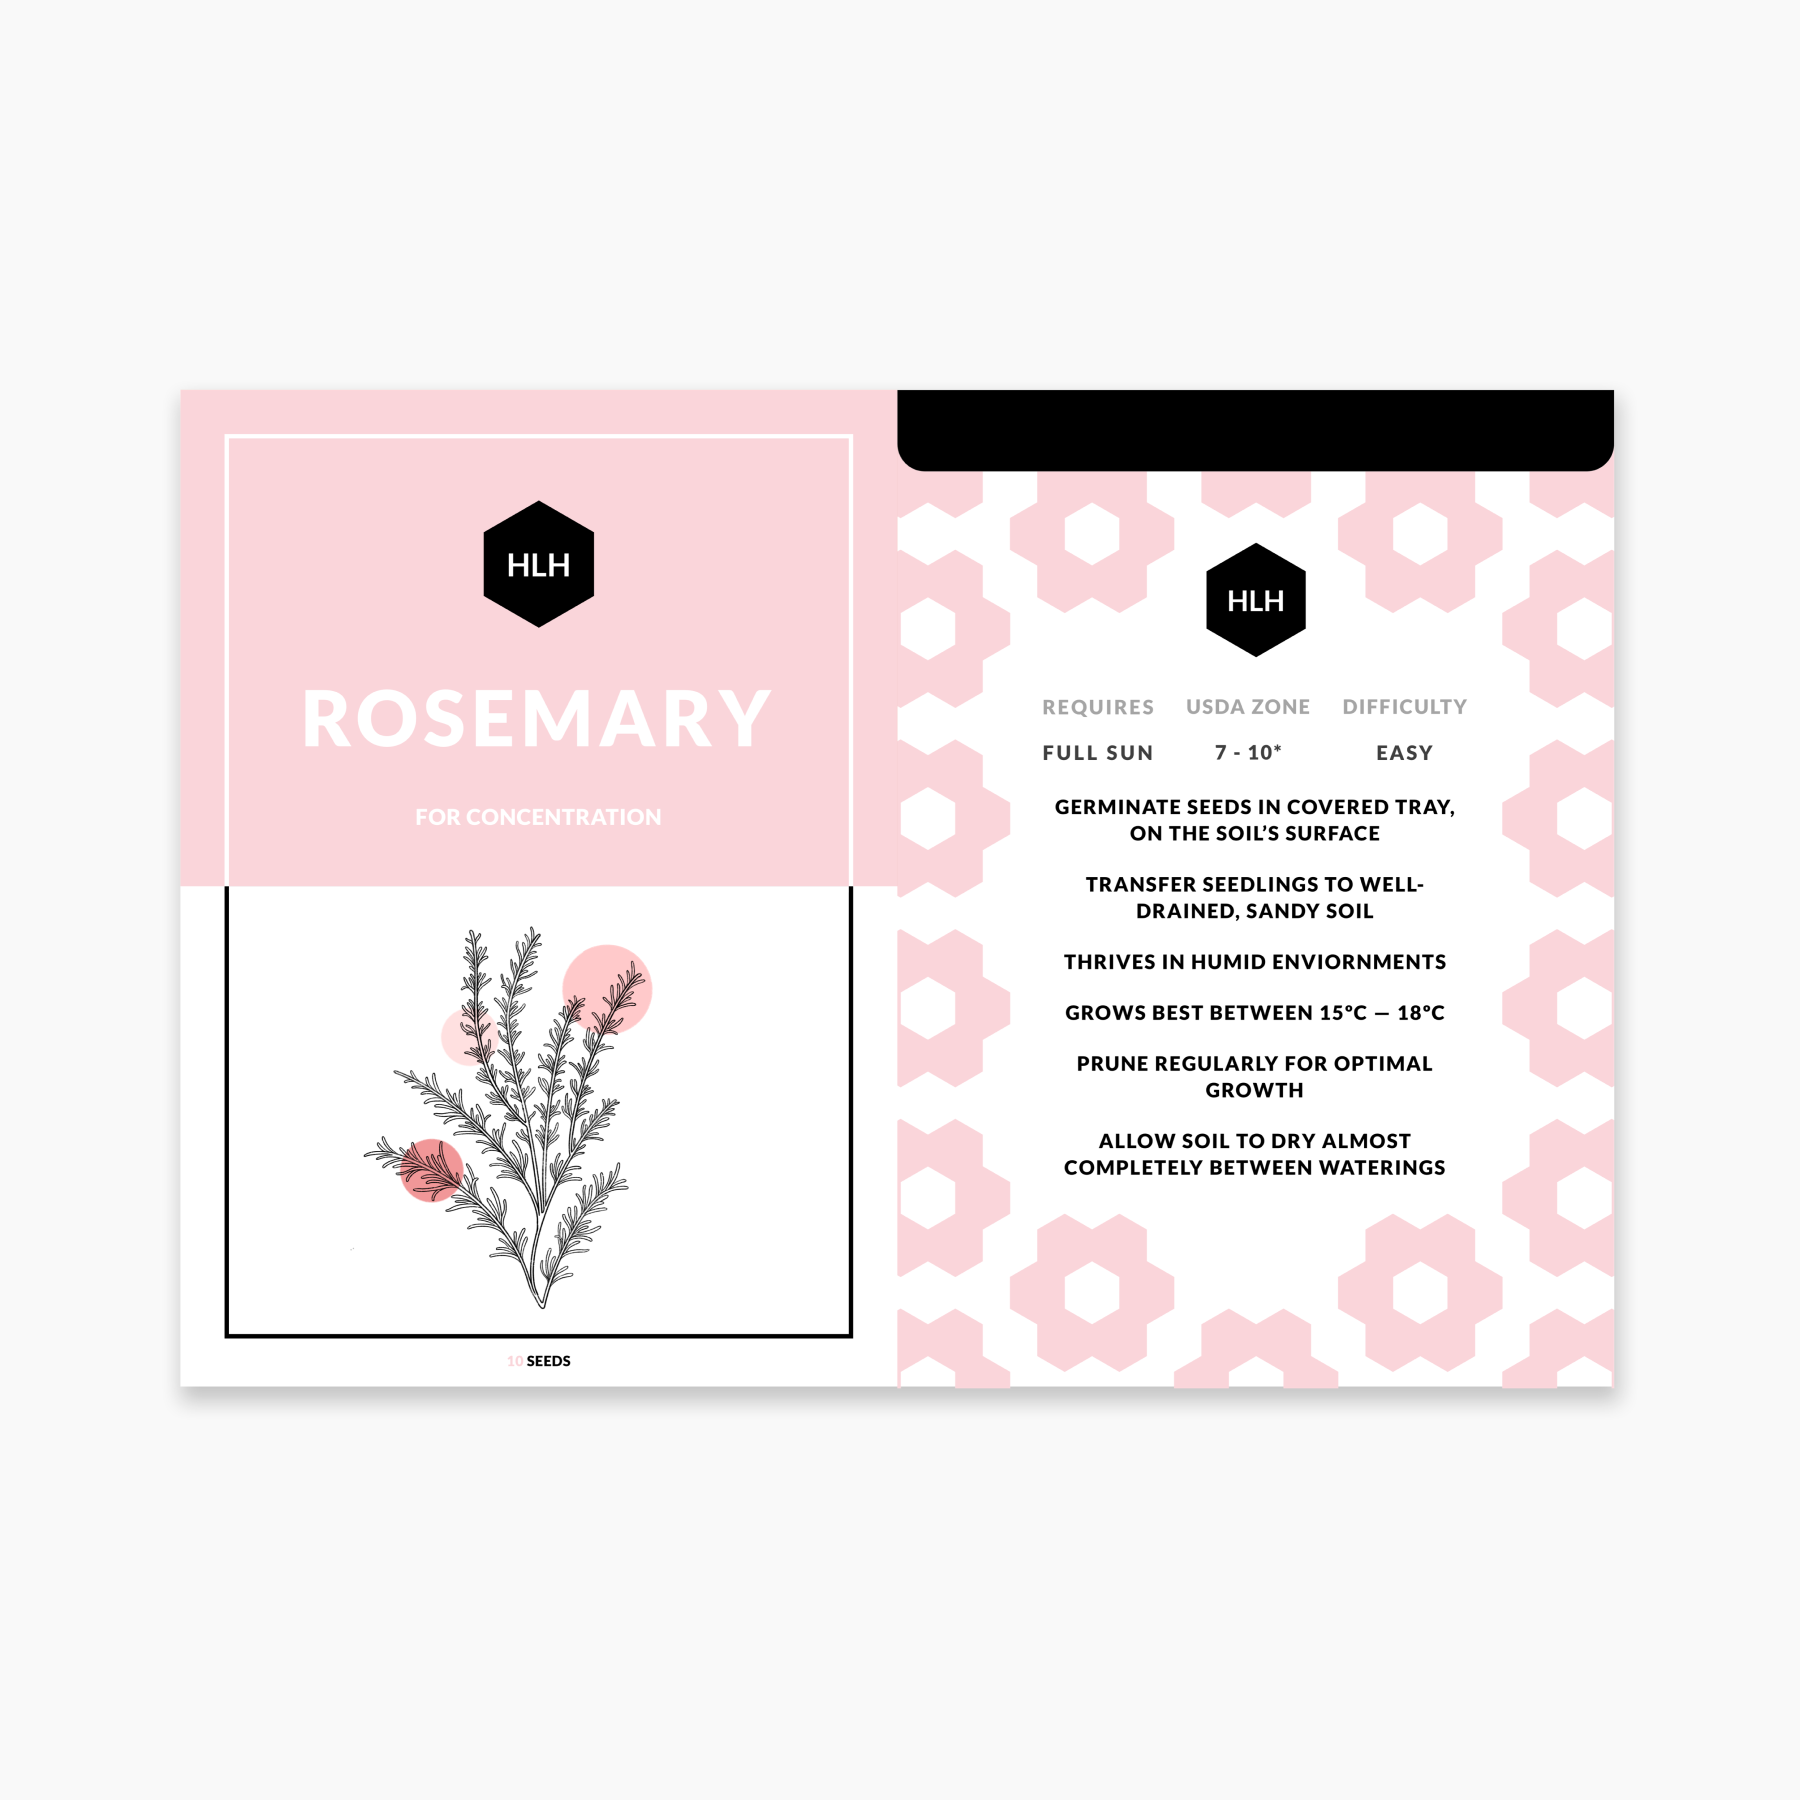 HLH
ROSEMARY
FOR CONCENTRATION
10 SEEDS
HLH
REQUIRES USDA ZONE DIFFICULTY
FULL SUN 7 - 10* EASY
GERMINATE SEEDS IN COVERED TRAY,
ON THE SOIL’S SURFACE
TRANSFER SEEDLINGS TO WELL-
DRAINED, SANDY SOIL
THRIVES IN HUMID ENVIORNMENTS
GROWS BEST BETWEEN 15°C — 18°C
PRUNE REGULARLY FOR OPTIMAL
GROWTH
ALLOW SOIL TO DRY ALMOST
COMPLETELY BETWEEN WATERINGS